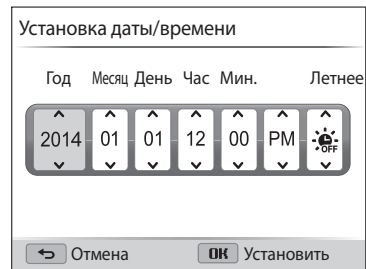 Установка даты/времени
Год Месяц День Час Мин. Летнее
2014 01 01 12 00 PM OFF
Отмена OK Установить